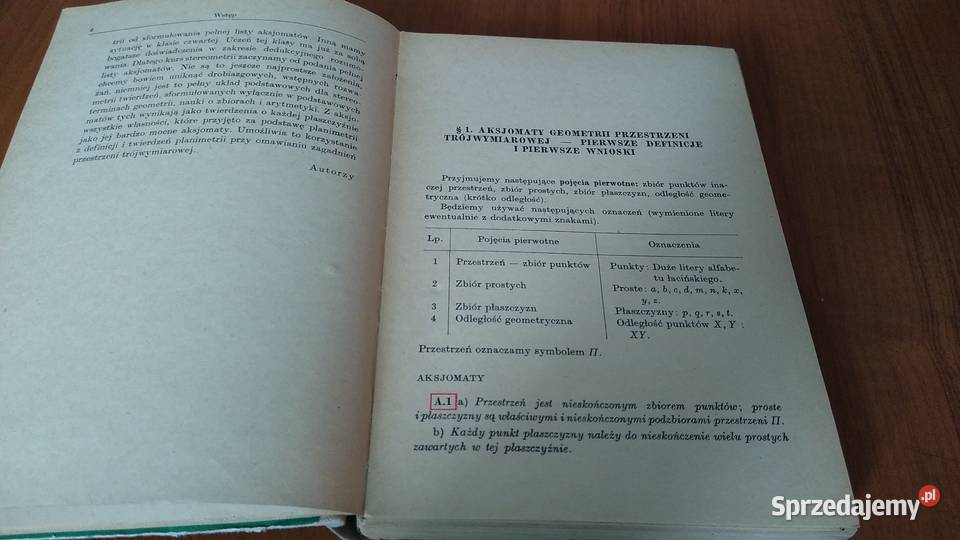 4
Wstęp
trii od sformułowania pełnej listy aksjomatów. Inną mamy
sytuację w klasie czwartej. Uczeń tej klasy ma już za sobą
bogatsze doświadczenia w zakresie dedukcyjnego rozumo-
wania. Dlatego kurs stereometrii zaczynamy od podania pełnej
listy aksjomatów. Nie są to jeszcze najprostsze założenia,
chcemy bowiem uniknąć drobiazgowych, wstępnych rozwa-
żań, niemniej jest to pełny układ podstawowych dla stereo-
metrii twierdzeń, sformułowanych wyłącznie w podstawowych
terminach geometrii, nauki o zbiorach i arytmetyki. Z aksjo-
matów tych wynikają jako twierdzenia o każdej płaszczyźnie
wszystkie własności, które przyjęto za podstawę planimetrii
jako jej bardzo mocne aksjomaty. Umożliwia to korzystanie
z definicji i twierdzeń planimetrii przy omawianiu zagadnień
przestrzeni trójwymiarowej.
Autorzy
§ 1. AKSJOMATY GEOMETRII PRZESTRZENI
TRÓJWYMIAROWEJ — PIERWSZE DEFINICJE
I PIERWSZE WNIOSKI
Przyjmujemy następujące pojęcia pierwotne: zbiór punktów ina-
czej przestrzeń, zbiór prostych, zbiór płaszczyzn, odległość geome-
tryczna (krótko odległość).
Będziemy używać następujących oznaczeń (wymienione litery
ewentualnie z dodatkowymi znakami).
Lp. Pojęcia pierwotne Oznaczenia
1 Przestrzeń — zbiór punktów Punkty: Duże litery alfabe-
tu łacińskiego.
2 Zbiór prostych Proste: a, b, c, d, m, n, k, x,
y, z.
3 Zbiór płaszczyzn Płaszczyzny: p, q, r, s, t.
4 Odległość geometryczna Odległość punktów X, Y :
XY.
Przestrzeń oznaczamy symbolem Π.
AKSJOMATY
A.1 a) Przestrzeń jest nieskończonym zbiorem punktów; proste
i płaszczyzny są właściwymi i nieskończonymi podzbiorami przestrzeni Π.
b) Każdy punkt płaszczyzny należy do nieskończenie wielu prostych
zawartych w tej płaszczyźnie.
Sprzedajemy.pl